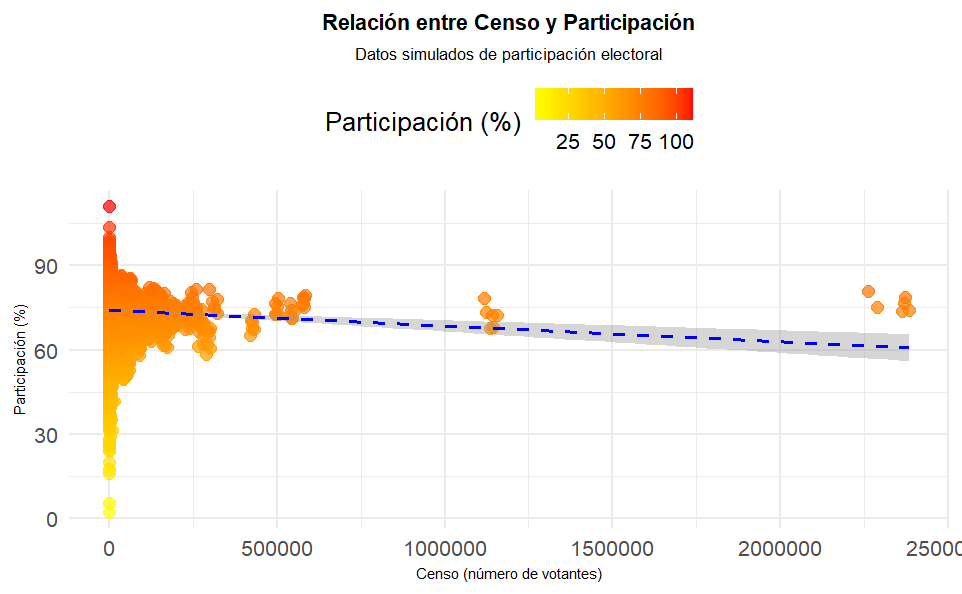 Relación entre Censo y Participación
Datos simulados de participación electoral
Participación (%)
25 50 75 100
Participación (%)
90
60
30
0
0 500000 1000000 1500000 2000000 25000
Censo (número de votantes)